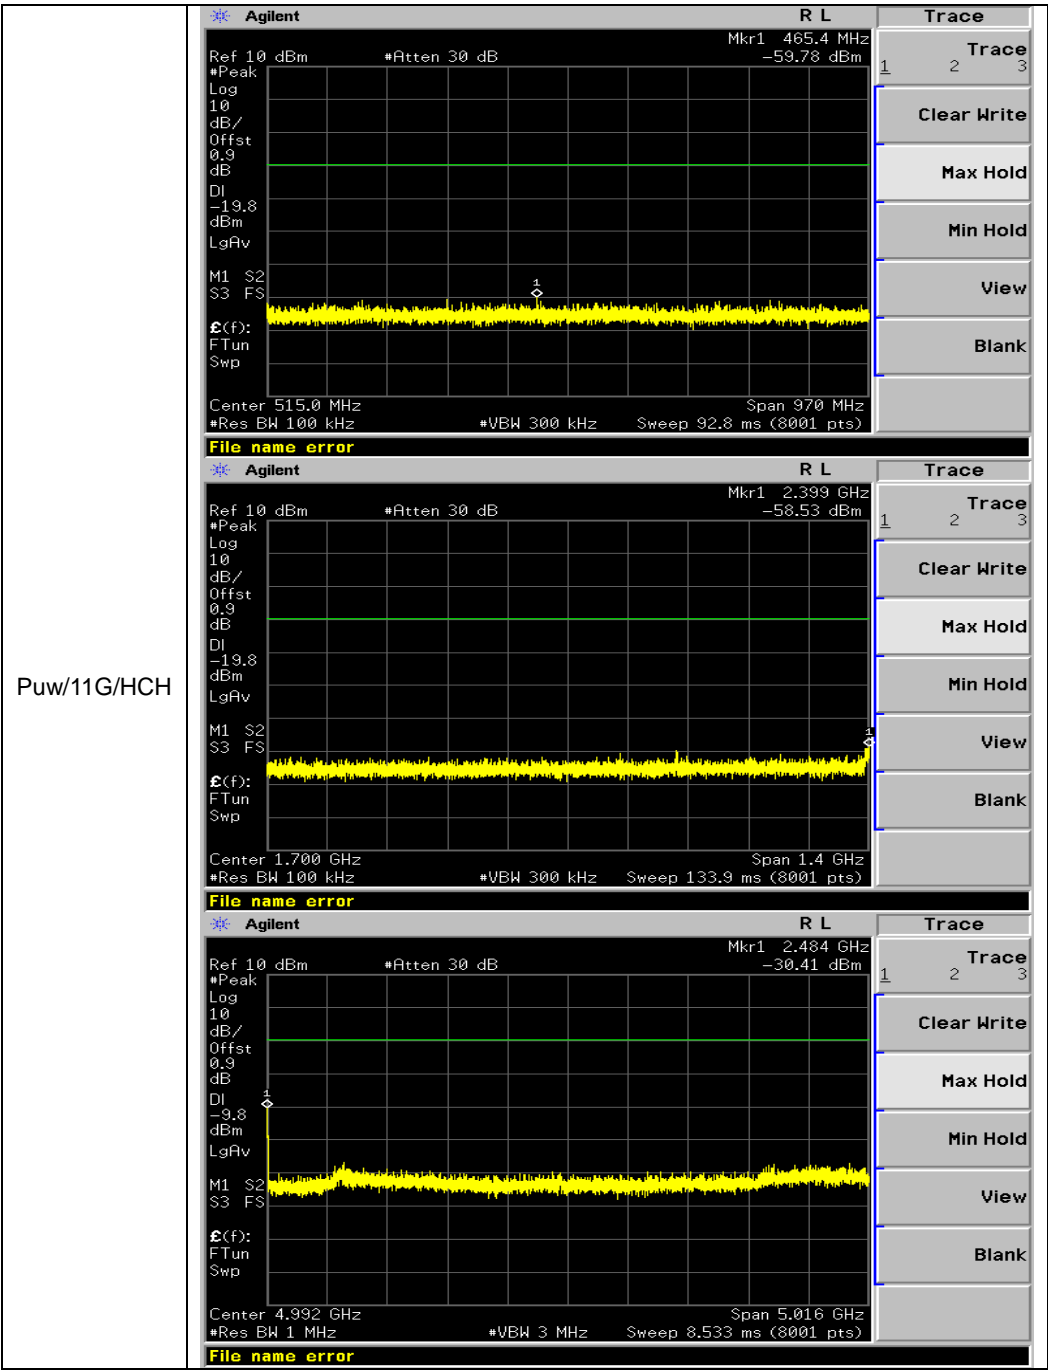 Puw/11G/HCH
Agilent R L Trace
Mkr1 465.4 MHz
Ref 10 dBm #Atten 30 dB -59.78 dBm
Trace
1 2 3
#Peak
Log
10
dB/
Offst
0.9
dB
DI
-19.8
dBm
LgAv
M1 S2
S3 FS
£(f):
FTun
Swp
1
Clear Write
Max Hold
Min Hold
View
Blank
Center 515.0 MHz Span 970 MHz
#Res BW 100 kHz #VBW 300 kHz Sweep 92.8 ms (8001 pts)
File name error
Agilent R L Trace
Mkr1 2.399 GHz
Ref 10 dBm #Atten 30 dB -58.53 dBm
Trace
1 2 3
#Peak
Log
10
dB/
Offst
0.9
dB
DI
-19.8
dBm
LgAv
M1 S2
S3 FS
£(f):
FTun
Swp
1
Clear Write
Max Hold
Min Hold
View
Blank
Center 1.700 GHz Span 1.4 GHz
#Res BW 100 kHz #VBW 300 kHz Sweep 133.9 ms (8001 pts)
File name error
Agilent R L Trace
Mkr1 2.484 GHz
Ref 10 dBm #Atten 30 dB -30.41 dBm
Trace
1 2 3
#Peak
Log
10
dB/
Offst
0.9
dB
DI
-9.8
dBm
LgAv
M1 S2
S3 FS
£(f):
FTun
Swp
1
Clear Write
Max Hold
Min Hold
View
Blank
Center 4.992 GHz Span 5.016 GHz
#Res BW 1 MHz #VBW 3 MHz Sweep 8.533 ms (8001 pts)
File name error